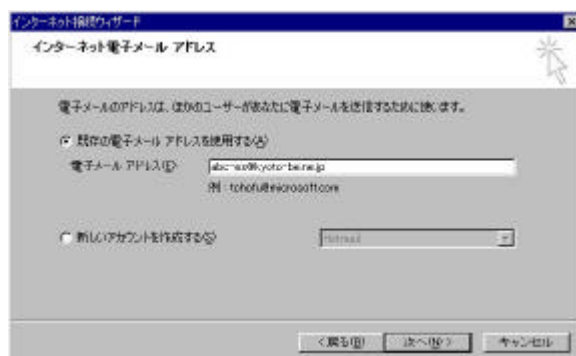 インターネット接続ウィザード
インターネット電子メール アドレス
電子メールのアドレスは、ほかのユーザーがあなたに電子メールを送信するために使います。
既存の電子メール アドレスを使用する(A)
電子メール アドレス(E):
例 : tohofu@microsoft.com
新しいアカウントを作成する(S):
Hotmail
< 戻る(B)
次へ(N) >
キャンセル